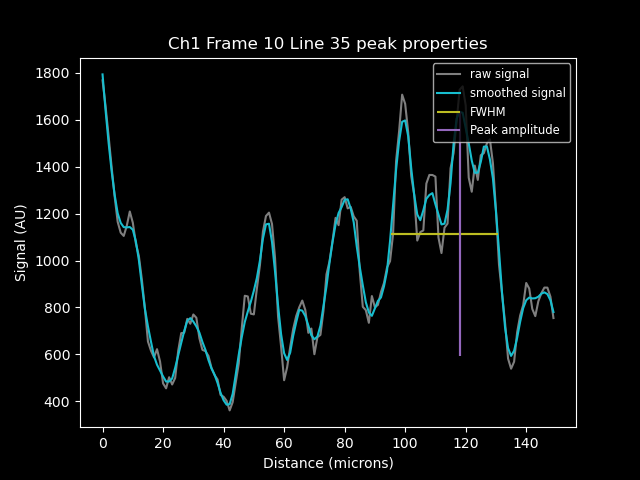 Ch1 Frame 10 Line 35 peak properties
raw signal
smoothed signal
FWHM
Peak amplitude
1800
1600
1400
1200
1000
800
600
400
Signal (AU)
0 20 40 60 80 100 120 140
Distance (microns)